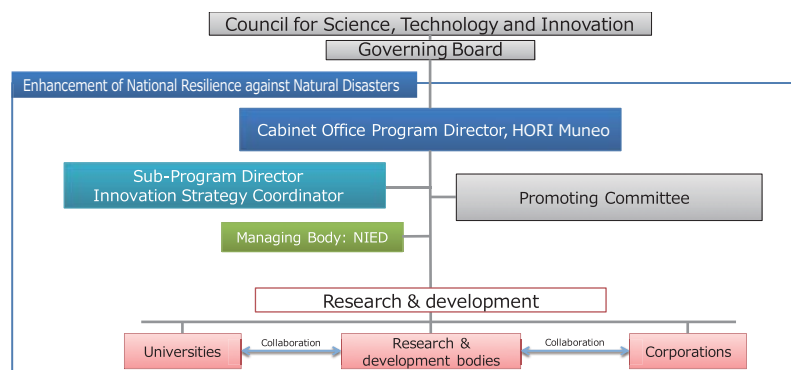 Council for Science, Technology and Innovation
Governing Board
Enhancement of National Resilience against Natural Disasters
Cabinet Office Program Director, HORI Muneo
Sub-Program Director
Innovation Strategy Coordinator
Promoting Committee
Managing Body: NIED
Research & development
Universities
Collaboration
Research &
development bodies
Collaboration
Corporations